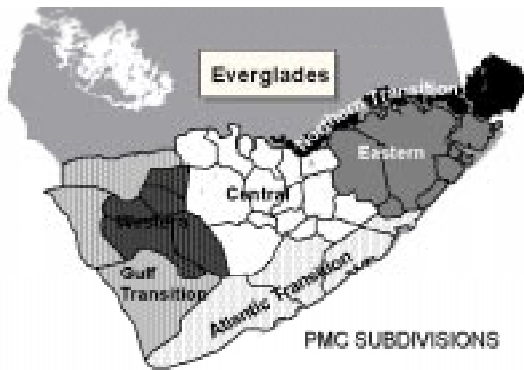 Everglades
Northern Transition
Eastern
Central
Western
Gulf
Transition
Atlantic Transition
PMC SUBDIVISIONS